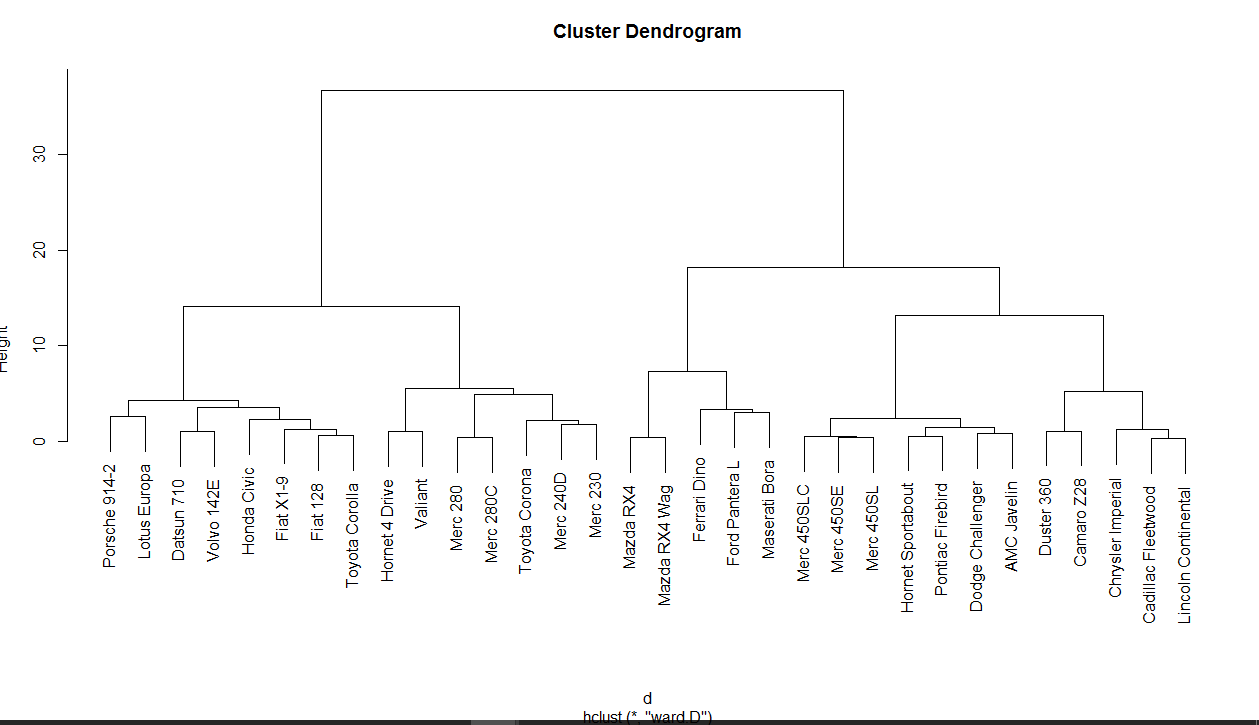 Cluster Dendrogram
Height
30
20
10
0
Porsche 914-2
Lotus Europa
Datsun 710
Volvo 142E
Honda Civic
Fiat X1-9
Fiat 128
Toyota Corolla
Hornet 4 Drive
Valiant
Merc 280
Merc 280C
Toyota Corona
Merc 240D
Merc 230
Mazda RX4
Mazda RX4 Wag
Ferrari Dino
Ford Pantera L
Maserati Bora
Merc 450SLC
Merc 450SE
Merc 450SL
Hornet Sportabout
Pontiac Firebird
Dodge Challenger
AMC Javelin
Duster 360
Camaro Z28
Chrysler Imperial
Cadillac Fleetwood
Lincoln Continental
d
hclust (*, "ward.D")